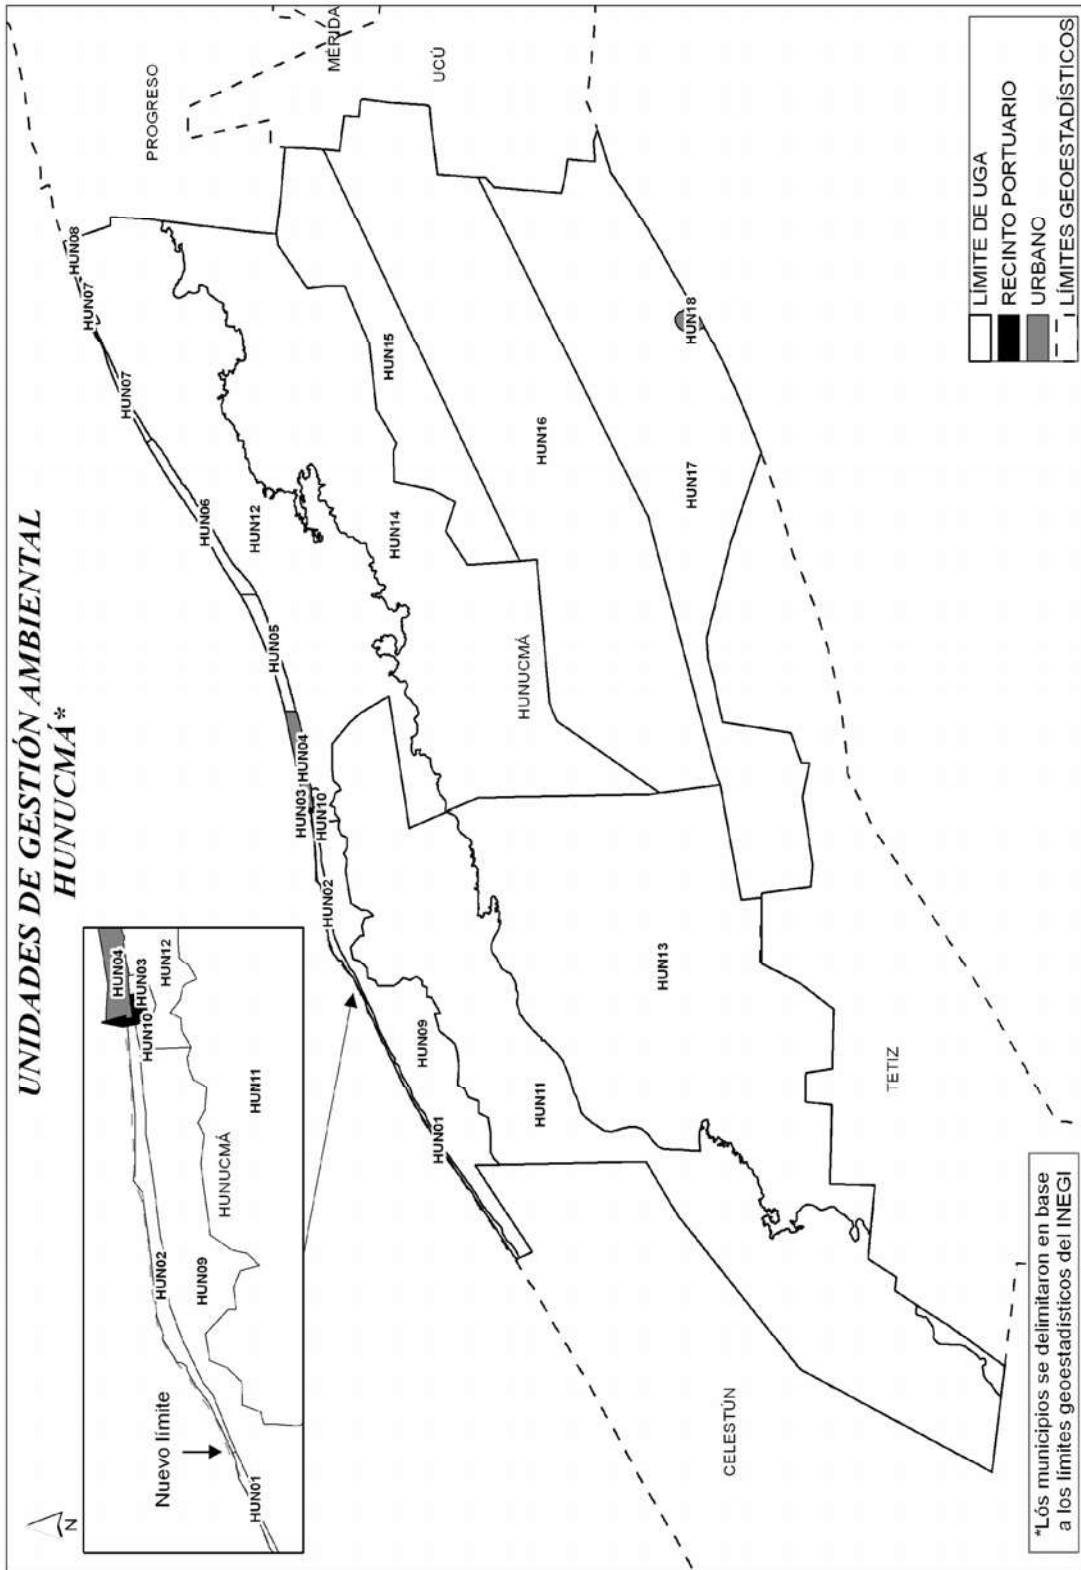 UNIDADES DE GESTIÓN AMBIENTAL
HUNUCMÁ*
N
Nuevo límite
HUN01
HUN02
HUN09
HUNUCMÁ
HUN11
HUN10
HUN12
HUN03
HUN04
PROGRESO
MÉRIDA
UCÚ
HUN08
HUN07
HUN07
HUN06
HUN12
HUN05
HUN04
HUN03
HUN10
HUN02
HUN15
HUN14
HUN16
HUN18
HUN17
HUNUCMÁ
HUN09
HUN01
HUN11
HUN13
TETIZ
CELESTÚN
LÍMITE DE UGA
RECINTO PORTUARIO
URBANO
LÍMITES GEOESTADÍSTICOS
*Lós municipios se delimitaron en base
a los límites geoestadísticos del INEGI